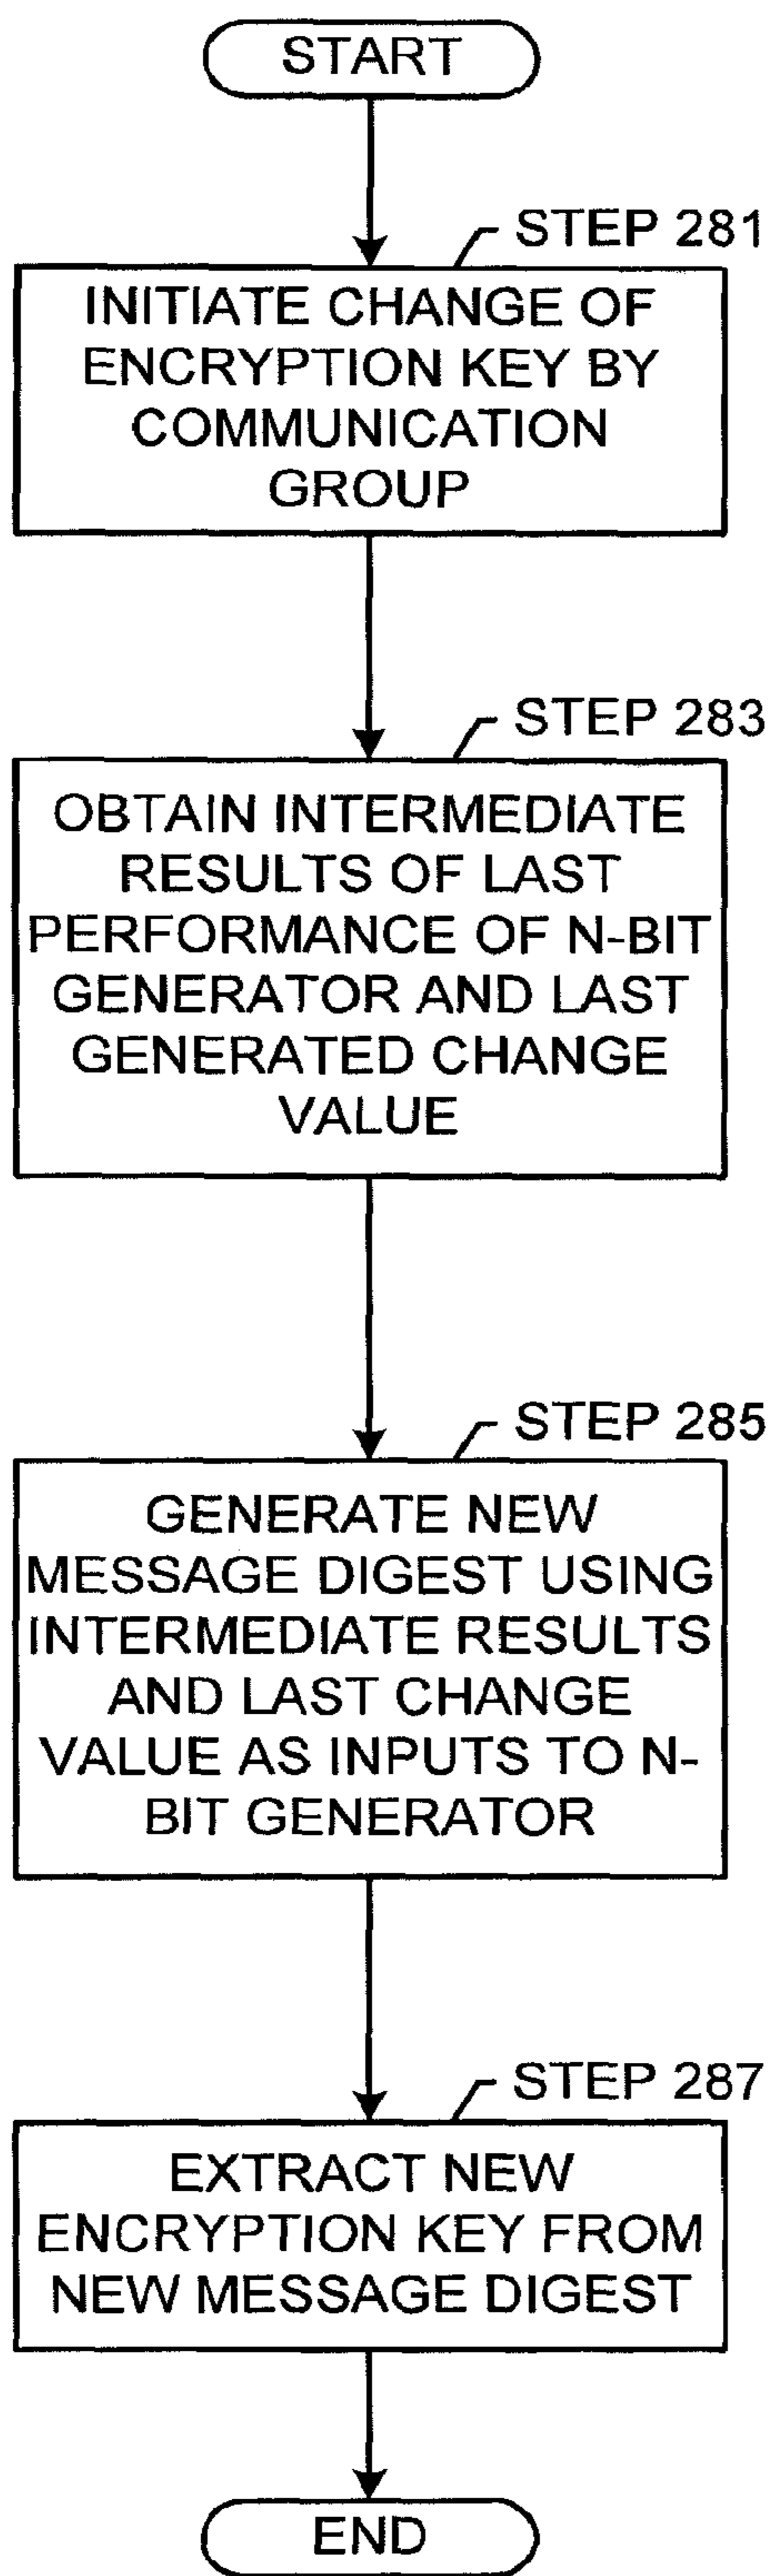 START
STEP 281
INITIATE CHANGE OF
ENCRYPTION KEY BY
COMMUNICATION
GROUP
STEP 283
OBTAIN INTERMEDIATE
RESULTS OF LAST
PERFORMANCE OF N-BIT
GENERATOR AND LAST
GENERATED CHANGE
VALUE
STEP 285
GENERATE NEW
MESSAGE DIGEST USING
INTERMEDIATE RESULTS
AND LAST CHANGE
VALUE AS INPUTS TO N-
BIT GENERATOR
STEP 287
EXTRACT NEW
ENCRYPTION KEY FROM
NEW MESSAGE DIGEST
END